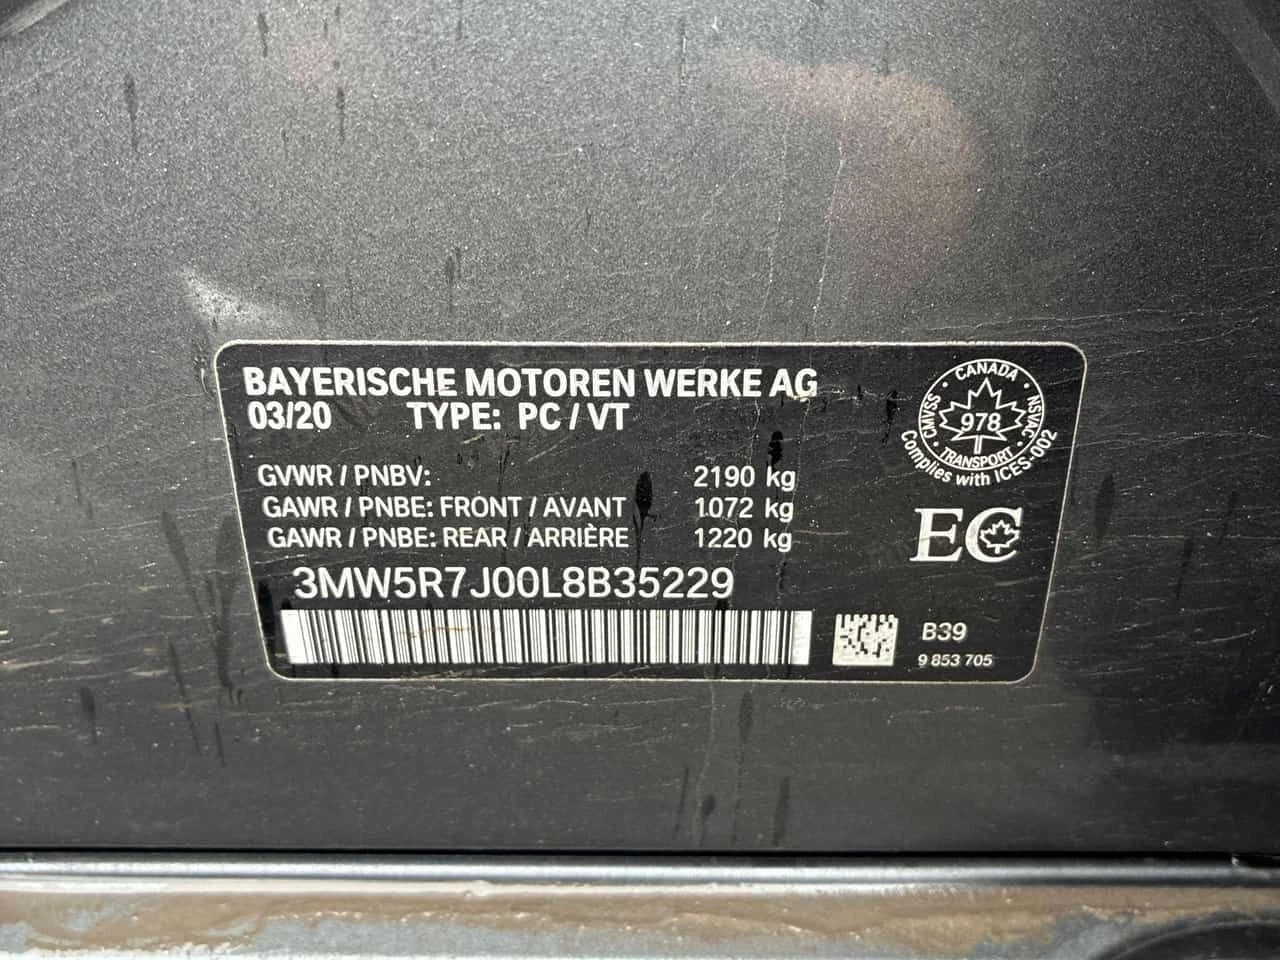 BAYERISCHE MOTOREN WERKE AG
03/20 TYPE: PC / VT
GVWR / PNBV: 2190 kg
GAWR / PNBE: FRONT / AVANT 1072 kg
GAWR / PNBE: REAR / ARRIÈRE 1220 kg
3MW5R7J00L8B35229
CANADA
CMVSS
978
NSVAC
TRANSPORT
Complies with ICES-002
EC
B39
9 853 705